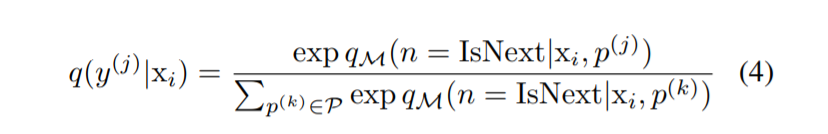 q(y^{(j)}|x_i) = \frac{\exp q_{\mathcal{M}}(n = \text{IsNext}|x_i, p^{(j)})}{\sum_{p^{(k)} \in \mathcal{P}} \exp q_{\mathcal{M}}(n = \text{IsNext}|x_i, p^{(k)})} (4)